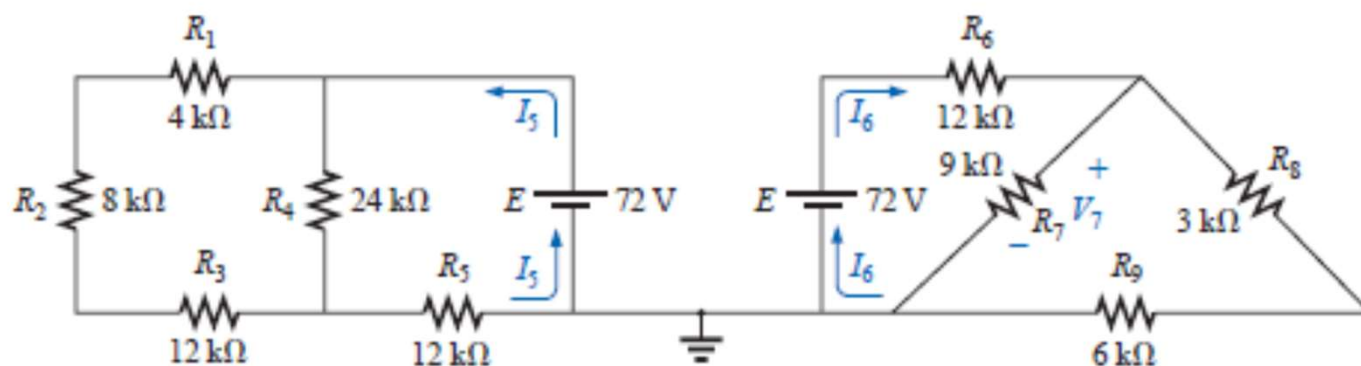 R₁
4 kΩ
R₂
8 kΩ
R₃
12 kΩ
R₄
24 kΩ
R₅
12 kΩ
I₅
I₅
E
72 V
E
72 V
I₆
I₆
R₆
12 kΩ
9 kΩ
R₇
+
V₇
−
R₈
3 kΩ
R₉
6 kΩ